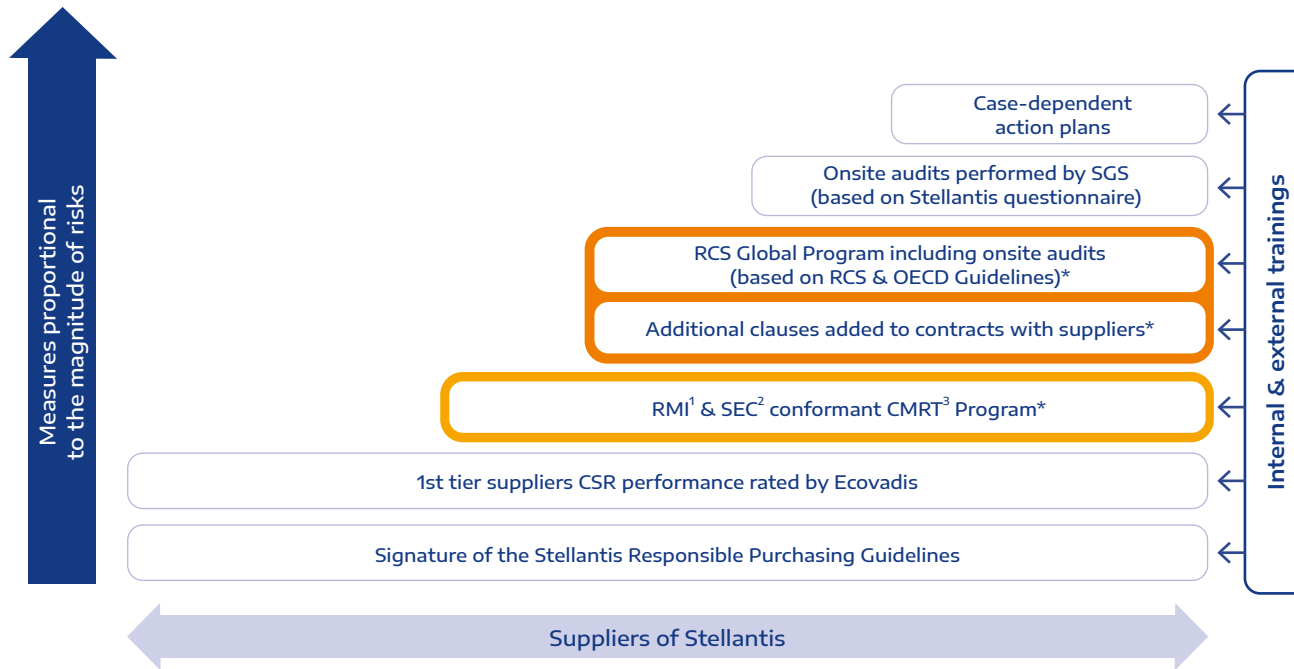 Measures proportional
to the magnitude of risks
Case-dependent
action plans
Onsite audits performed by SGS
(based on Stellantis questionnaire)
RCS Global Program including onsite audits
(based on RCS & OECD Guidelines)*
Additional clauses added to contracts with suppliers*
RMI¹ & SEC² conformant CMRT³ Program*
1st tier suppliers CSR performance rated by Ecovadis
Signature of the Stellantis Responsible Purchasing Guidelines
Internal & external trainings
Suppliers of Stellantis